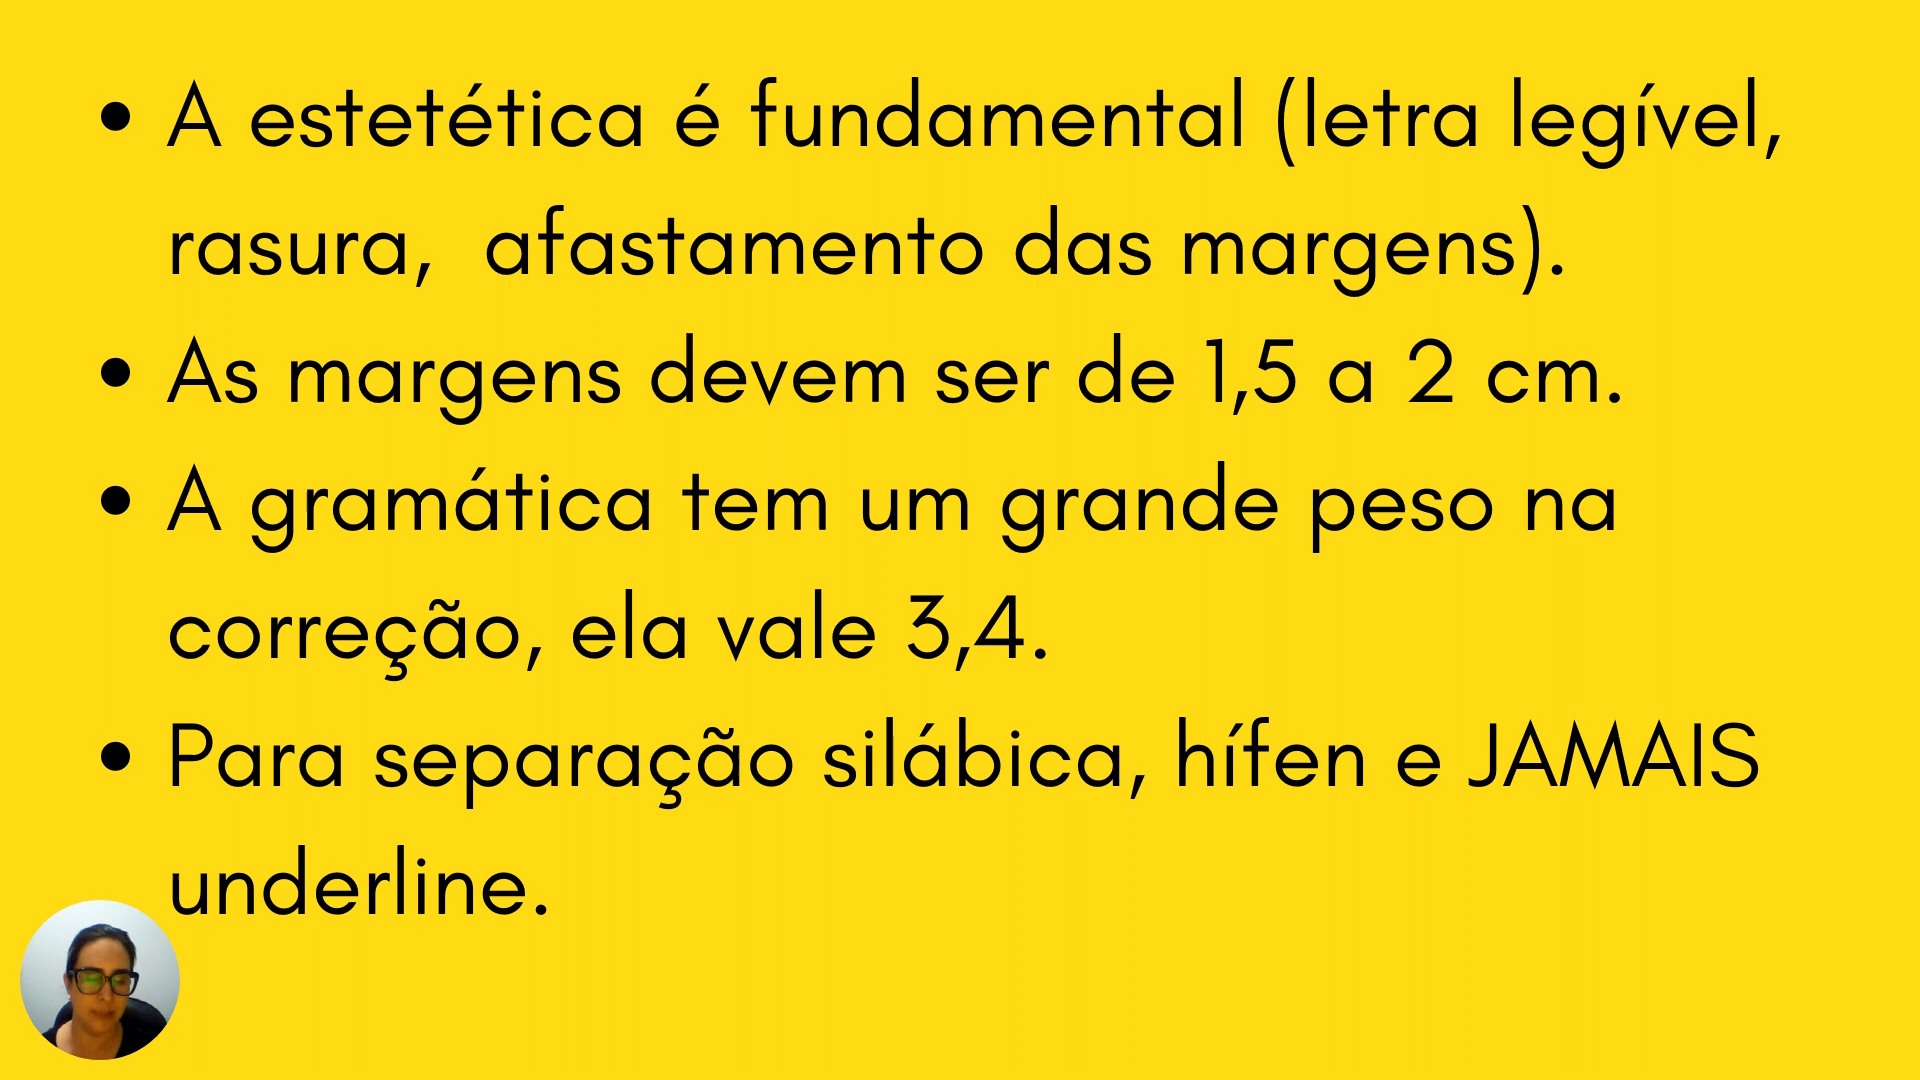 • A estetética é fundamental (letra legível,
rasura,  afastamento das margens).
• As margens devem ser de 1,5 a 2 cm.
• A gramática tem um grande peso na
correção, ela vale 3,4.
• Para separação silábica, hífen e JAMAIS
underline.